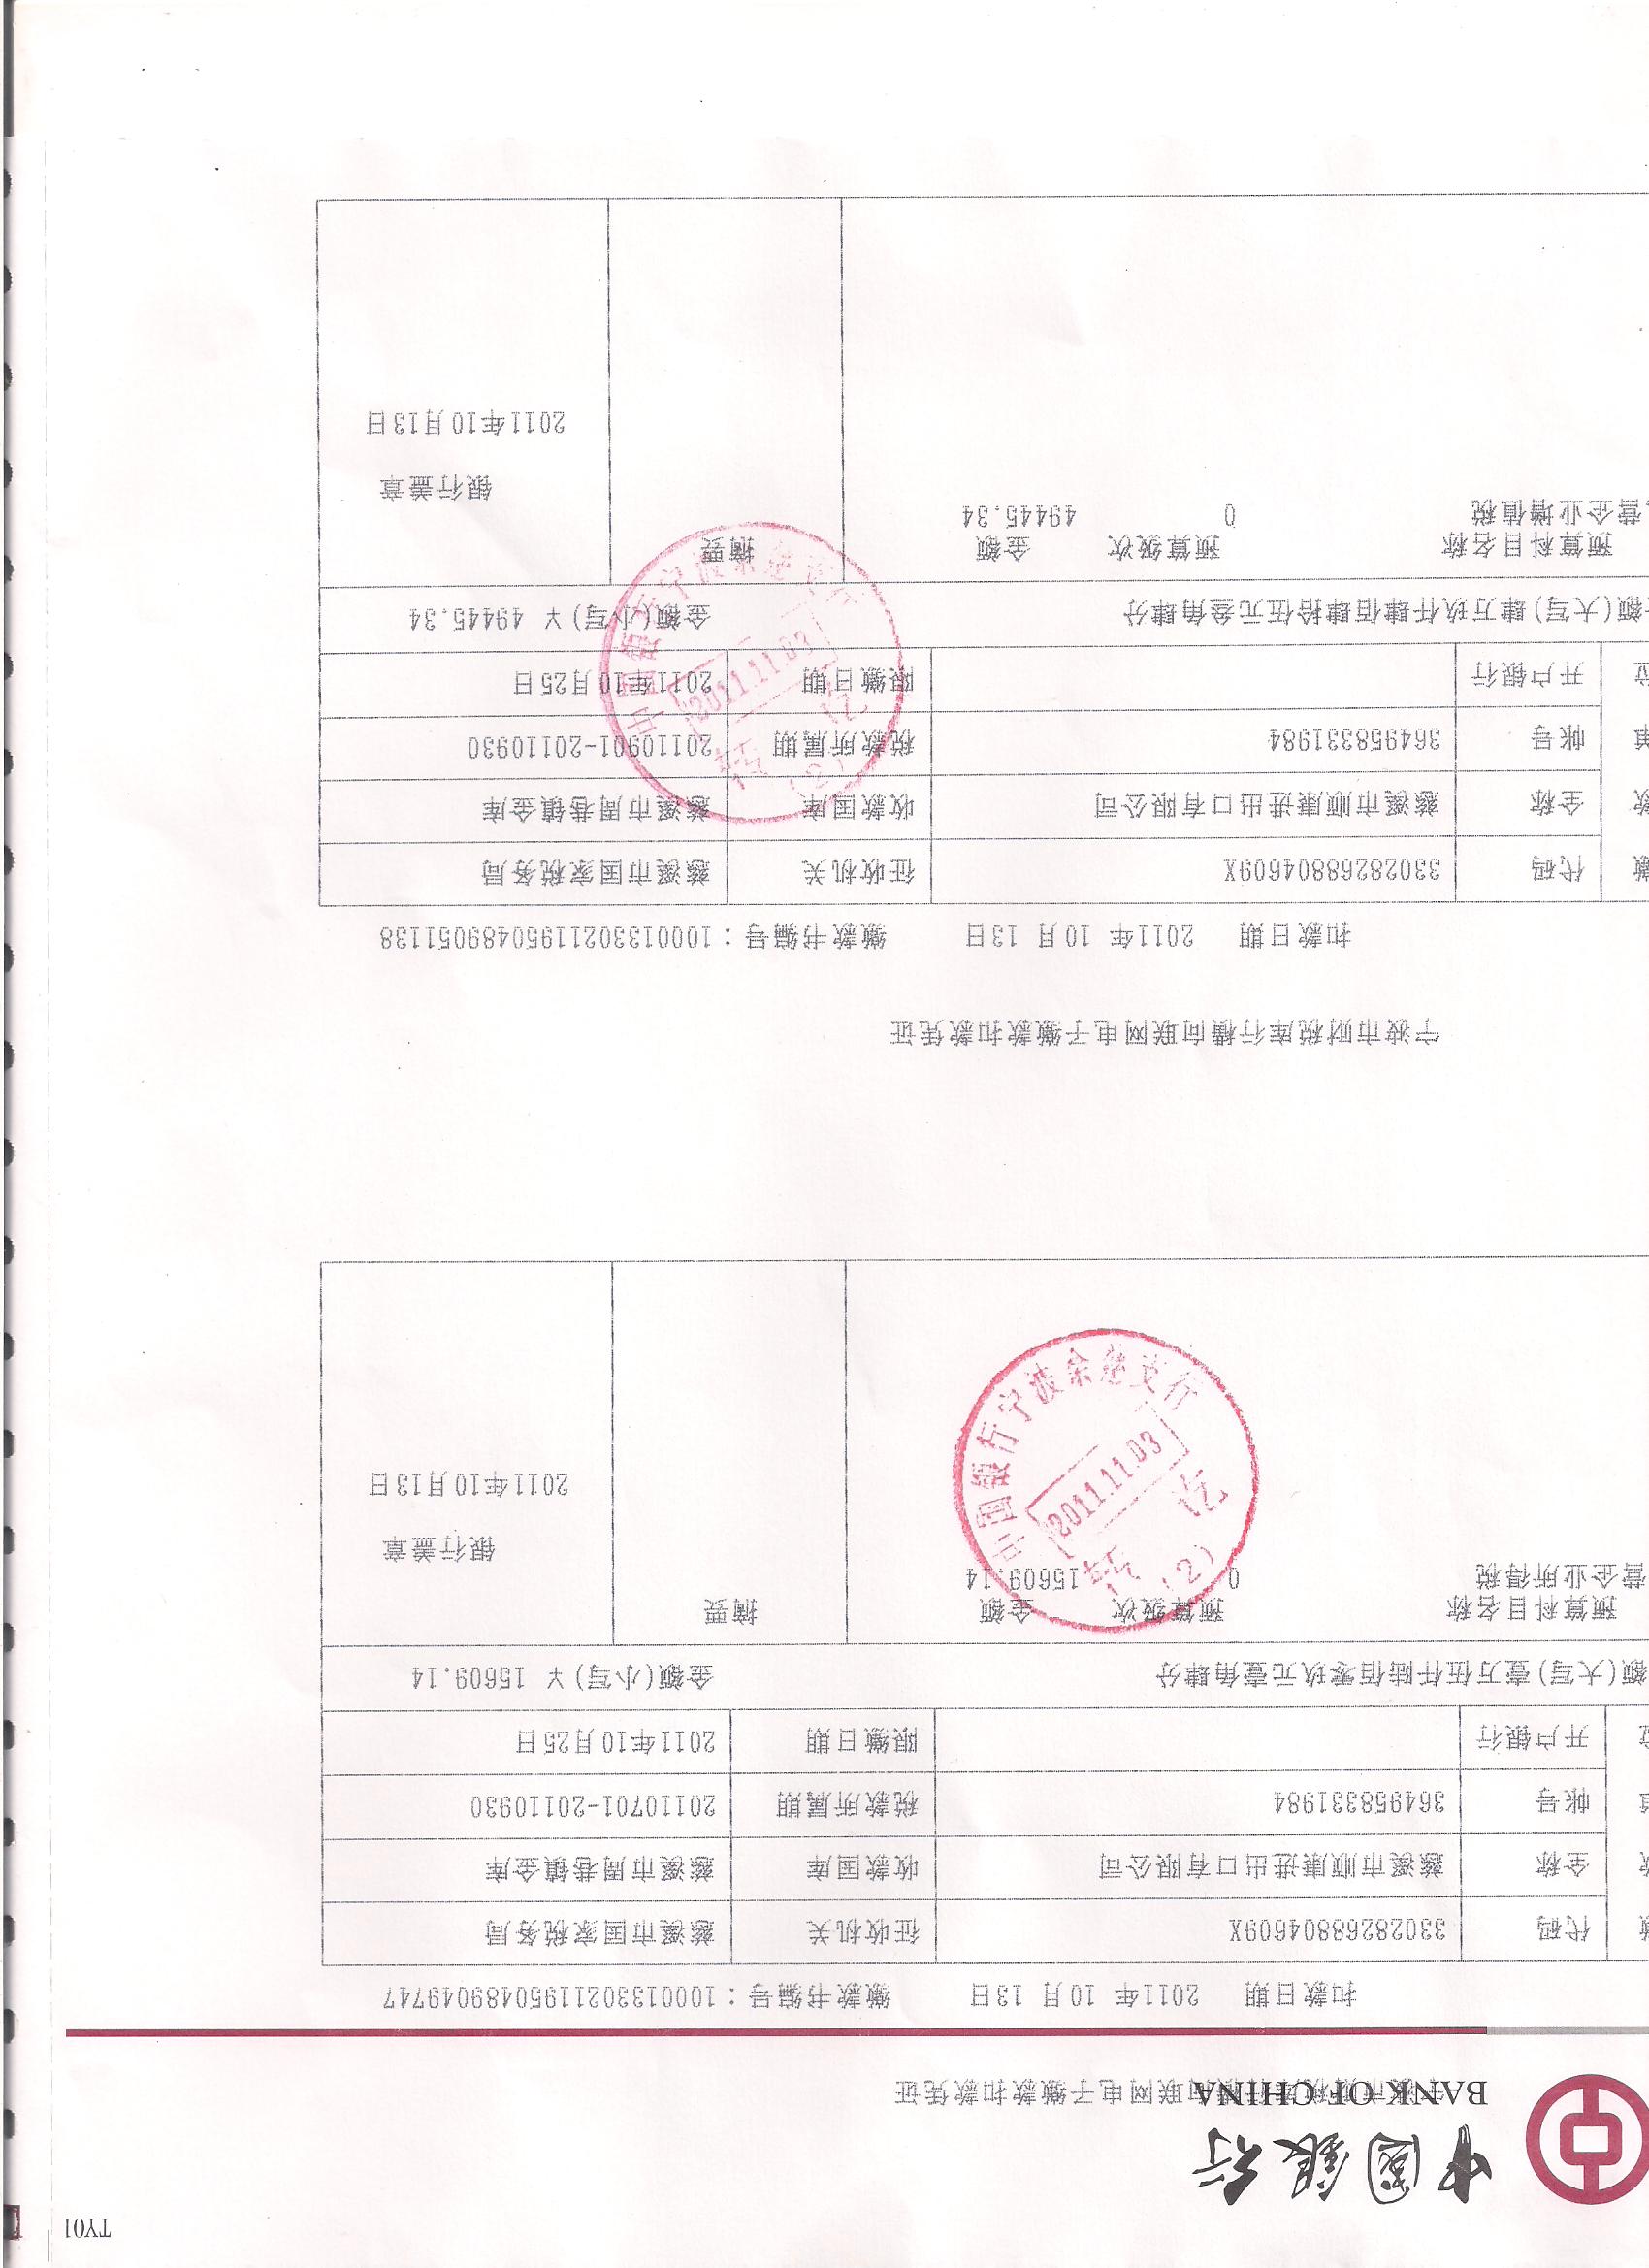 TY01
中國銀行
BANK OF CHINA
宁波市财税库行横向联网电子缴款扣款凭证
扣款日期 2011年 10月 13日 缴款书编号：10001330211950489049747
代码 33028268804609X 征收机关 慈溪市国家税务局
全称 慈溪市顺康进出口有限公司 收款国库 慈溪市周巷镇金库
帐号 364958331984 税款所属期 20110701-20110930
开户银行 限缴日期 2011年10月25日
额(大写) 壹万伍仟陆佰零玖元壹角肆分 金额(小写) ￥ 15609.14
预算科目名称 预算级次 金额 摘要
营企业所得税 0 15609.14
银行盖章
2011年10月13日
中国银行宁波余慈支行
2011.11.03
讫
(2)
宁波市财税库行横向联网电子缴款扣款凭证
扣款日期 2011年 10月 13日 缴款书编号：10001330211950489051138
代码 33028268804609X 征收机关 慈溪市国家税务局
全称 慈溪市顺康进出口有限公司 收款国库 慈溪市周巷镇金库
帐号 364958331984 税款所属期 20110901-20110930
开户银行 限缴日期 2011年10月25日
额(大写) 肆万玖仟肆佰肆拾伍元叁角肆分 金额(小写) ￥ 49445.34
预算科目名称 预算级次 金额 摘要
营企业增值税 0 49445.34
银行盖章
2011年10月13日
中国银行宁波余慈支行
2011.11.03
讫
(2)